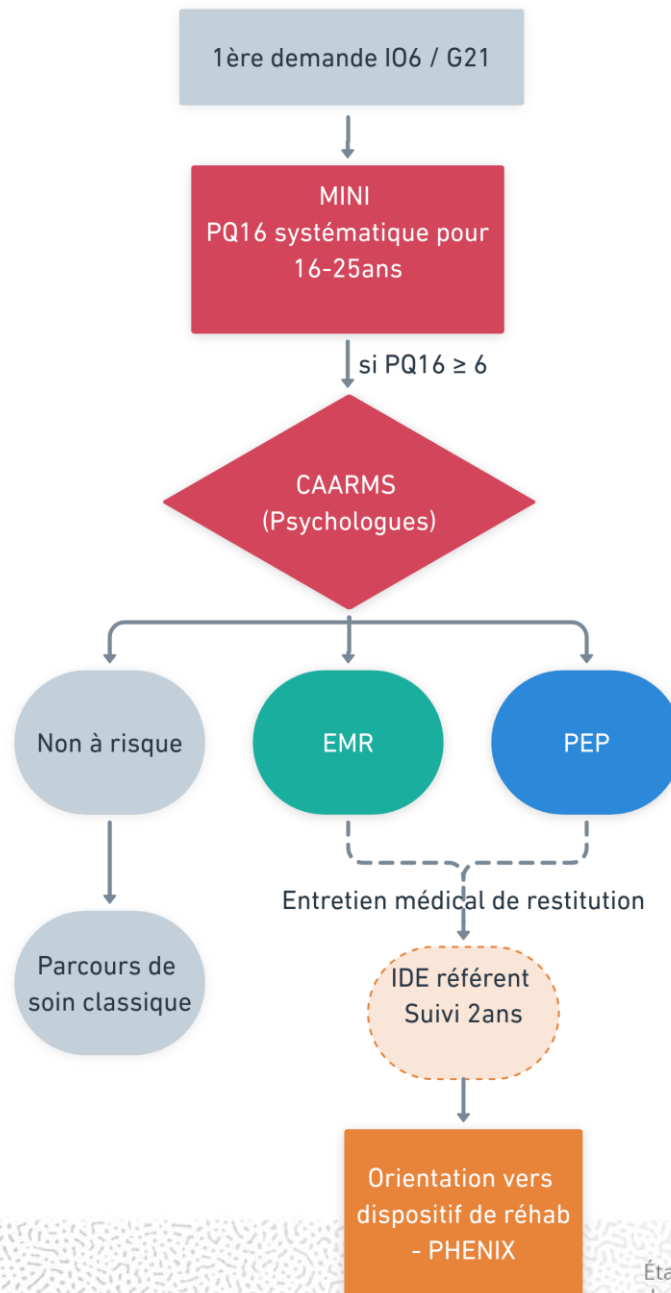 1ère demande IO6 / G21
MINI
PQ16 systématique pour
16-25ans
si PQ16 ≥ 6
CAARMS
(Psychologues)
Non à risque
EMR
PEP
Entretien médical de restitution
Parcours de
soin classique
IDE référent
Suivi 2ans
Orientation vers
dispositif de réhab
- PHENIX